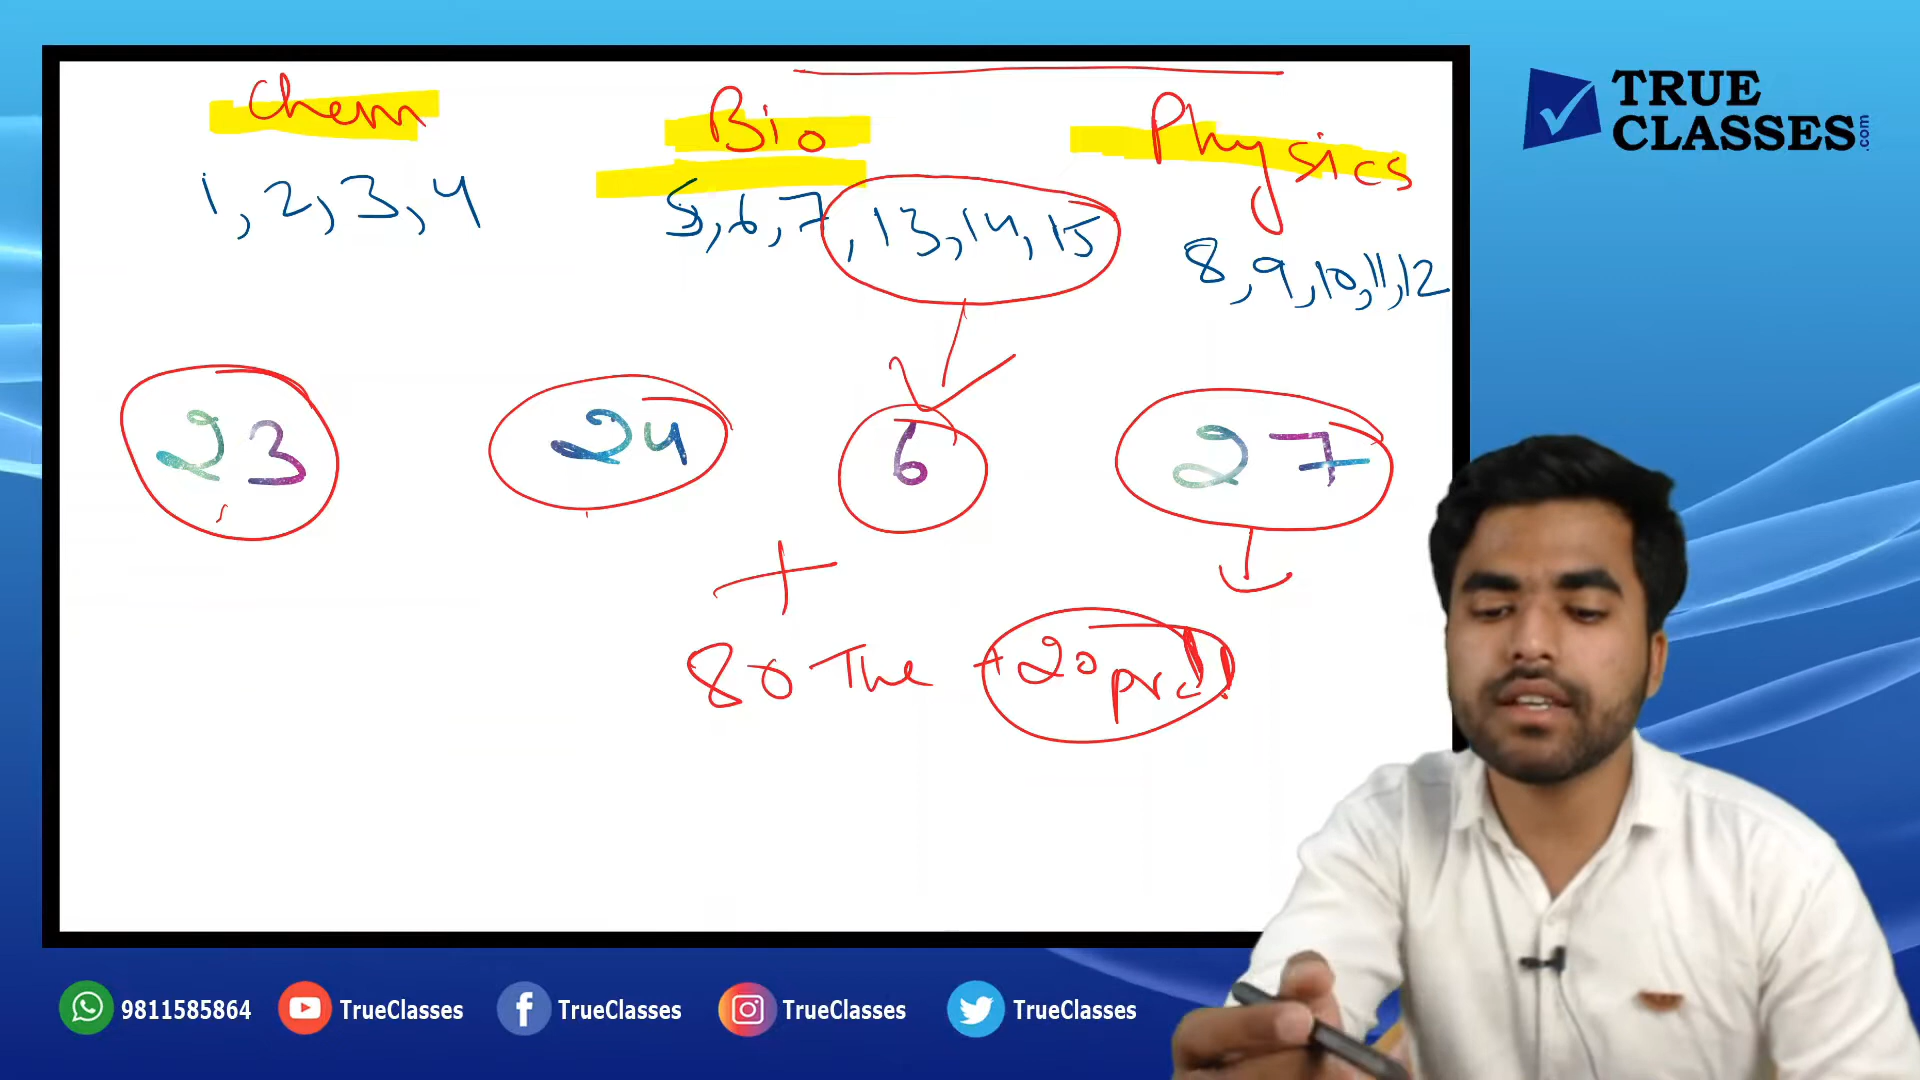 Chem
Bio
Physics
1, 2, 3, 4
5, 6, 7, 13, 14, 15
8, 9, 10, 11, 12
23
24
6
27
+
80 The + 20 prc
TRUE
CLASSES.com
9811585864
TrueClasses
TrueClasses
TrueClasses
TrueClasses